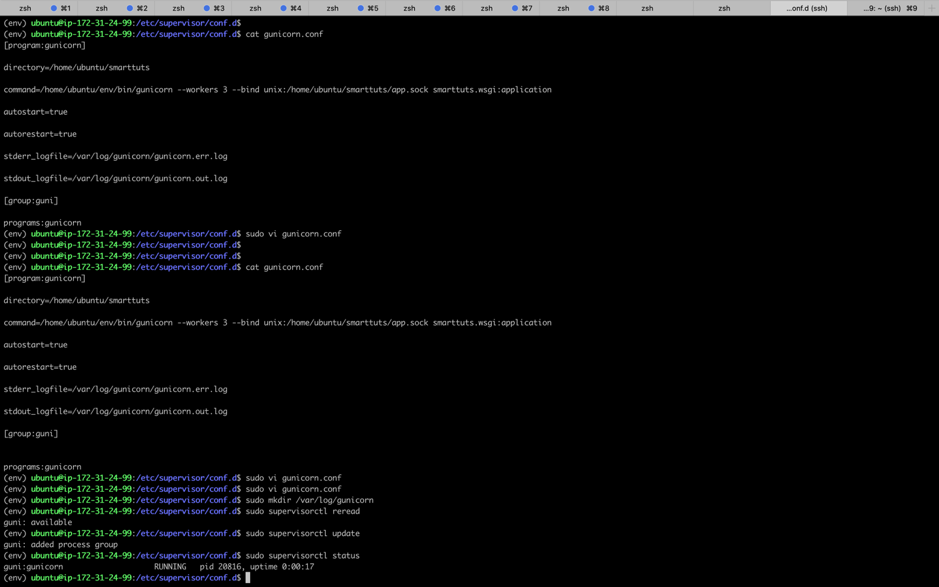 zsh ⌘1 zsh ⌘2 zsh ⌘3 zsh ⌘4 zsh ⌘5 zsh ⌘6 zsh ⌘7 zsh ⌘8 zsh zsh ...onf.d (ssh) ...9: ~ (ssh) ⌘9 +
(env) ubuntu@ip-172-31-24-99:/etc/supervisor/conf.d$
(env) ubuntu@ip-172-31-24-99:/etc/supervisor/conf.d$ cat gunicorn.conf
[program:gunicorn]
directory=/home/ubuntu/smarttuts
command=/home/ubuntu/env/bin/gunicorn --workers 3 --bind unix:/home/ubuntu/smarttuts/app.sock smarttuts.wsgi:application
autostart=true
autorestart=true
stderr_logfile=/var/log/gunicorn/gunicorn.err.log
stdout_logfile=/var/log/gunicorn/gunicorn.out.log
[group:guni]
programs:gunicorn
(env) ubuntu@ip-172-31-24-99:/etc/supervisor/conf.d$ sudo vi gunicorn.conf
(env) ubuntu@ip-172-31-24-99:/etc/supervisor/conf.d$
(env) ubuntu@ip-172-31-24-99:/etc/supervisor/conf.d$
(env) ubuntu@ip-172-31-24-99:/etc/supervisor/conf.d$ cat gunicorn.conf
[program:gunicorn]
directory=/home/ubuntu/smarttuts
command=/home/ubuntu/env/bin/gunicorn --workers 3 --bind unix:/home/ubuntu/smarttuts/app.sock smarttuts.wsgi:application
autostart=true
autorestart=true
stderr_logfile=/var/log/gunicorn/gunicorn.err.log
stdout_logfile=/var/log/gunicorn/gunicorn.out.log
[group:guni]
programs:gunicorn
(env) ubuntu@ip-172-31-24-99:/etc/supervisor/conf.d$ sudo vi gunicorn.conf
(env) ubuntu@ip-172-31-24-99:/etc/supervisor/conf.d$ sudo vi gunicorn.conf
(env) ubuntu@ip-172-31-24-99:/etc/supervisor/conf.d$ sudo mkdir /var/log/gunicorn
(env) ubuntu@ip-172-31-24-99:/etc/supervisor/conf.d$ sudo supervisorctl reread
guni: available
(env) ubuntu@ip-172-31-24-99:/etc/supervisor/conf.d$ sudo supervisorctl update
guni: added process group
(env) ubuntu@ip-172-31-24-99:/etc/supervisor/conf.d$ sudo supervisorctl status
guni:gunicorn RUNNING pid 20816, uptime 0:00:17
(env) ubuntu@ip-172-31-24-99:/etc/supervisor/conf.d$